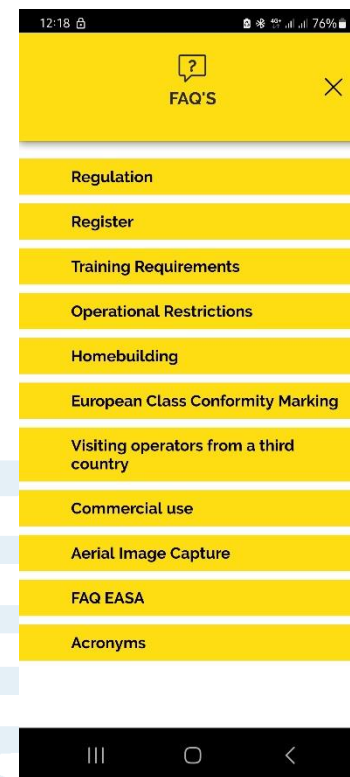 12:18
76%
?
FAQ'S
Regulation
Register
Training Requirements
Operational Restrictions
Homebuilding
European Class Conformity Marking
Visiting operators from a third
country
Commercial use
Aerial Image Capture
FAQ EASA
Acronyms